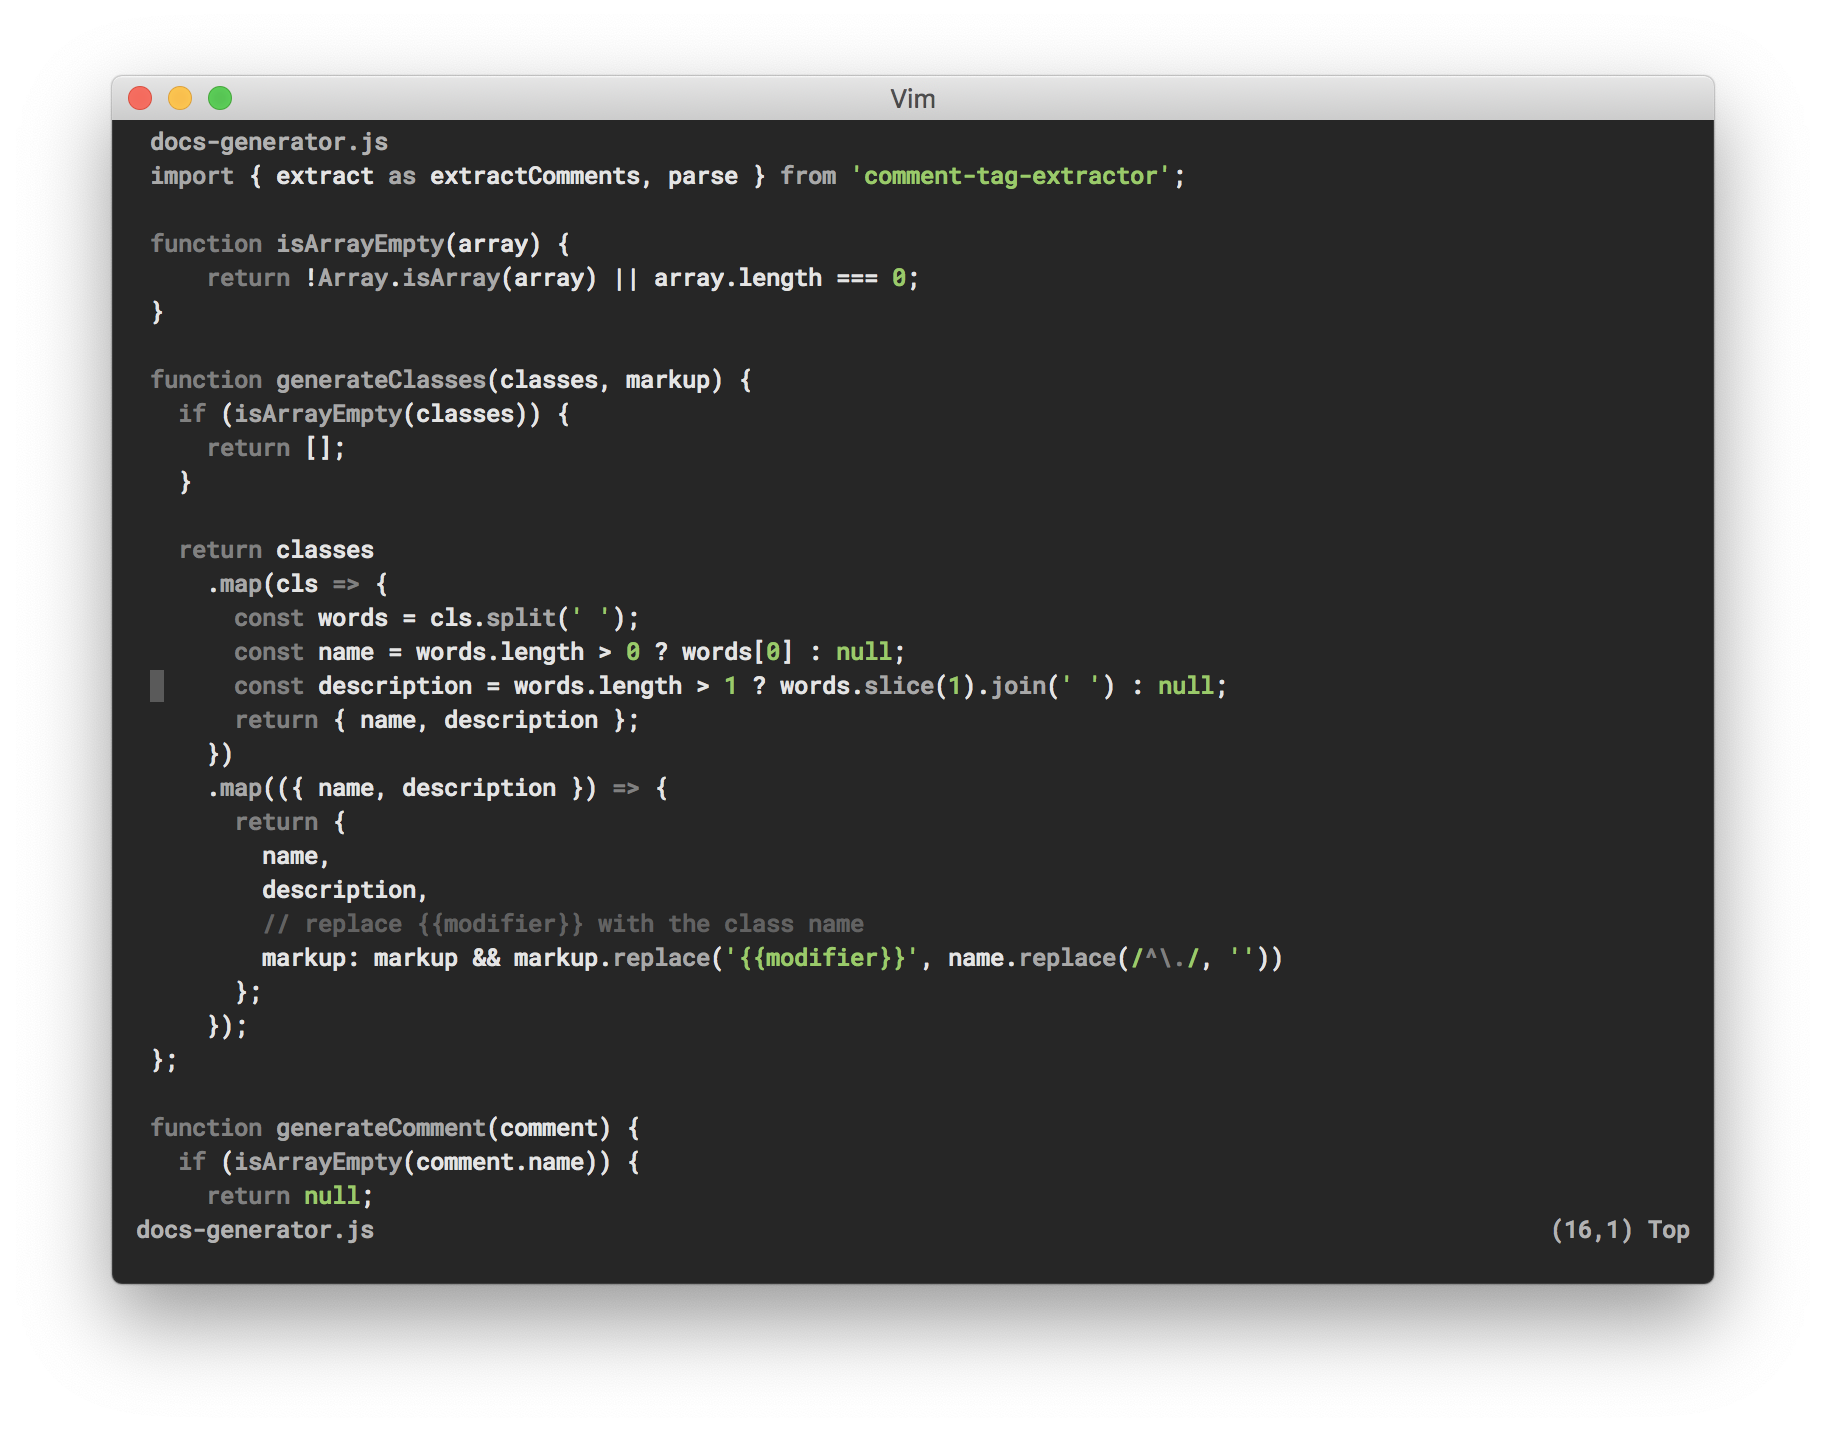 Vim
docs-generator.js
import { extract as extractComments, parse } from 'comment-tag-extractor';

function isArrayEmpty(array) {
    return !Array.isArray(array) || array.length === 0;
}

function generateClasses(classes, markup) {
  if (isArrayEmpty(classes)) {
    return [];
  }

  return classes
    .map(cls => {
      const words = cls.split(' ');
      const name = words.length > 0 ? words[0] : null;
      const description = words.length > 1 ? words.slice(1).join(' ') : null;
      return { name, description };
    })
    .map(({ name, description }) => {
      return {
        name,
        description,
        // replace {{modifier}} with the class name
        markup: markup && markup.replace('{{modifier}}', name.replace(/^\./, ''))
      };
    });
};

function generateComment(comment) {
  if (isArrayEmpty(comment.name)) {
    return null;
docs-generator.js (16,1) Top